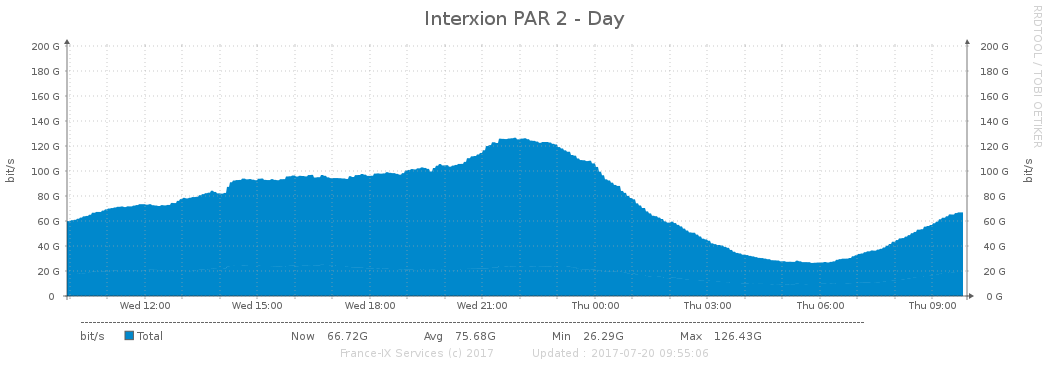 Interxion PAR 2 - Day
RRDTOOL / TOBI OETIKER
bit/s
bit/s
200 G 200 G
180 G 180 G
160 G 160 G
140 G 140 G
120 G 120 G
100 G 100 G
80 G 80 G
60 G 60 G
40 G 40 G
20 G 20 G
0 0 G
Wed 12:00 Wed 15:00 Wed 18:00 Wed 21:00 Thu 00:00 Thu 03:00 Thu 06:00 Thu 09:00
bit/s Total Now 66.72G Avg 75.68G Min 26.29G Max 126.43G
France-IX Services (c) 2017 Updated : 2017-07-20 09:55:06